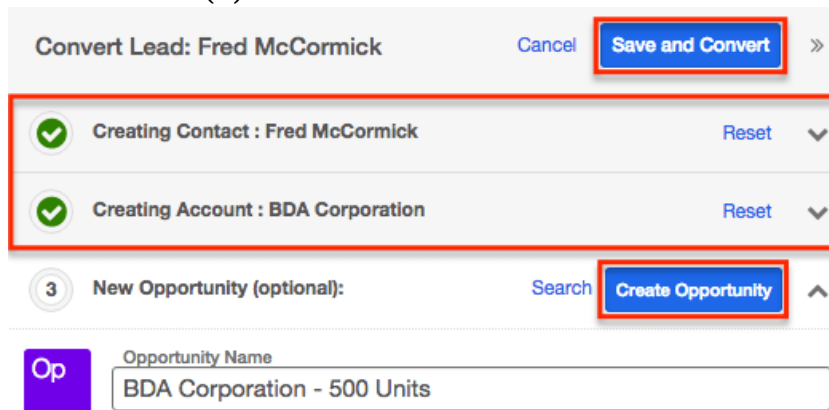 Convert Lead: Fred McCormick Cancel Save and Convert »
Creating Contact : Fred McCormick Reset
Creating Account : BDA Corporation Reset
3 New Opportunity (optional): Search Create Opportunity
Op Opportunity Name
BDA Corporation - 500 Units